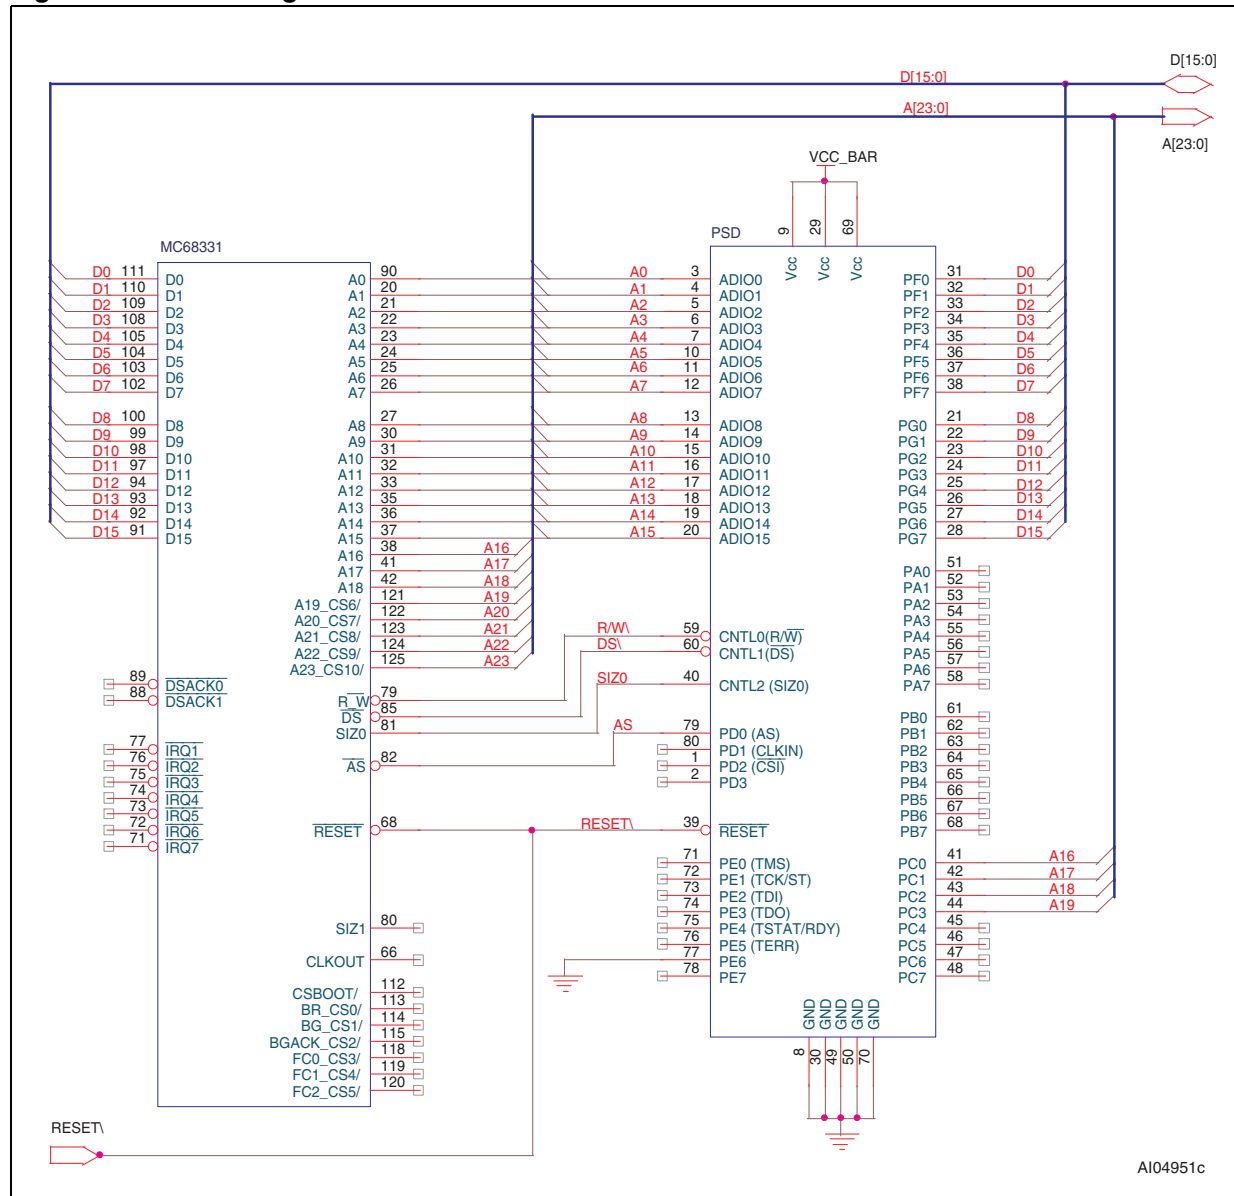 D[15:0]
D[15:0]
A[23:0]
A[23:0]
VCC_BAR
MC68331
PSD
9
29
69
Vcc
Vcc
Vcc
D0 111 D0
D1 110 D1
D2 109 D2
D3 108 D3
D4 105 D4
D5 104 D5
D6 103 D6
D7 102 D7
D8 100 D8
D9 99 D9
D10 98 D10
D11 97 D11
D12 94 D12
D13 93 D13
D14 92 D14
D15 91 D15
89 DSACK0
88 DSACK1
77 IRQ1
76 IRQ2
75 IRQ3
74 IRQ4
73 IRQ5
72 IRQ6
71 IRQ7
A0 90
A1 20
A2 21
A3 22
A4 23
A5 24
A6 25
A7 26
A8 27
A9 30
A10 31
A11 32
A12 33
A13 35
A14 36
A15 37
A16 38 A16
A17 41 A17
A18 42 A18
A19_CS6/ 121 A19
A20_CS7/ 122 A20
A21_CS8/ 123 A21
A22_CS9/ 124 A22
A23_CS10/ 125 A23
R_W 79
DS 85
SIZ0 81
AS 82
RESET 68
SIZ1 80
CLKOUT 66
CSBOOT/ 112
BR_CS0/ 113
BG_CS1/ 114
BGACK_CS2/ 115
FC0_CS3/ 118
FC1_CS4/ 119
FC2_CS5/ 120
A0 3 ADIO0
A1 4 ADIO1
A2 5 ADIO2
A3 6 ADIO3
A4 7 ADIO4
A5 10 ADIO5
A6 11 ADIO6
A7 12 ADIO7
A8 13 ADIO8
A9 14 ADIO9
A10 15 ADIO10
A11 16 ADIO11
A12 17 ADIO12
A13 18 ADIO13
A14 19 ADIO14
A15 20 ADIO15
R/W\ 59 CNTL0(R/W)
DS\ 60 CNTL1(DS)
SIZ0 40 CNTL2 (SIZ0)
AS 79 PD0 (AS)
80 PD1 (CLKIN)
1 PD2 (CSI)
2 PD3
RESET\ 39 RESET
71 PE0 (TMS)
72 PE1 (TCK/ST)
73 PE2 (TDI)
74 PE3 (TDO)
75 PE4 (TSTAT/RDY)
76 PE5 (TERR)
77 PE6
78 PE7
PF0 31 D0
PF1 32 D1
PF2 33 D2
PF3 34 D3
PF4 35 D4
PF5 36 D5
PF6 37 D6
PF7 38 D7
PG0 21 D8
PG1 22 D9
PG2 23 D10
PG3 24 D11
PG4 25 D12
PG5 26 D13
PG6 27 D14
PG7 28 D15
PA0 51
PA1 52
PA2 53
PA3 54
PA4 55
PA5 56
PA6 57
PA7 58
PB0 61
PB1 62
PB2 63
PB3 64
PB4 65
PB5 66
PB6 67
PB7 68
PC0 41 A16
PC1 42 A17
PC2 43 A18
PC3 44 A19
PC4 45
PC5 46
PC6 47
PC7 48
GND
GND
GND
GND
GND
8
30
49
50
70
RESET\
AI04951c